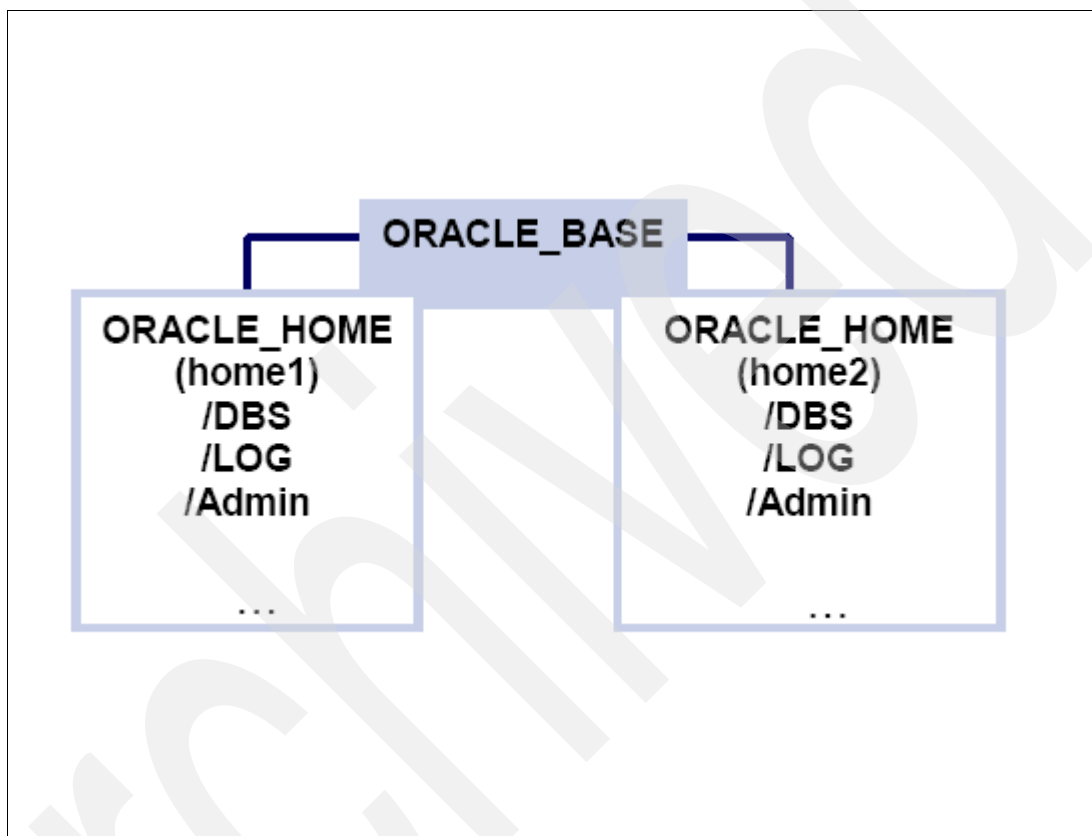 ORACLE_BASE
ORACLE_HOME
(home1)
/DBS
/LOG
/Admin
...
ORACLE_HOME
(home2)
/DBS
/LOG
/Admin
...